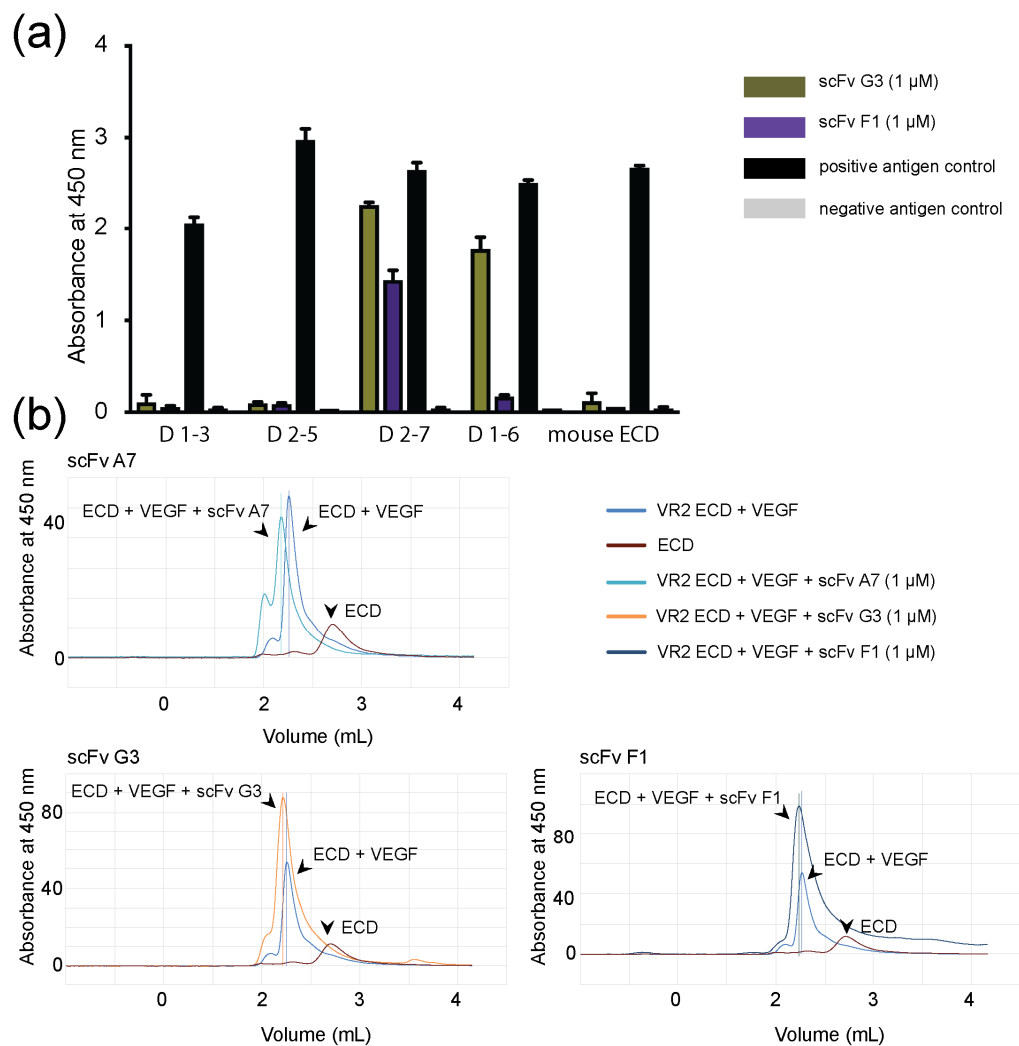 (a)
Absorbance at 450 nm
4
3
2
1
0
D 1-3
D 2-5
D 2-7
D 1-6
mouse ECD
scFv G3 (1 µM)
scFv F1 (1 µM)
positive antigen control
negative antigen control
(b)
scFv A7
Absorbance at 450 nm
40
0
ECD + VEGF + scFv A7
ECD + VEGF
ECD
0
2
3
4
Volume (mL)
VR2 ECD + VEGF
ECD
VR2 ECD + VEGF + scFv A7 (1 µM)
VR2 ECD + VEGF + scFv G3 (1 µM)
VR2 ECD + VEGF + scFv F1 (1 µM)
scFv G3
Absorbance at 450 nm
80
40
0
ECD + VEGF + scFv G3
ECD + VEGF
ECD
0
2
3
4
Volume (mL)
scFv F1
Absorbance at 450 nm
80
40
0
ECD + VEGF + scFv F1
ECD + VEGF
ECD
0
2
3
4
Volume (mL)